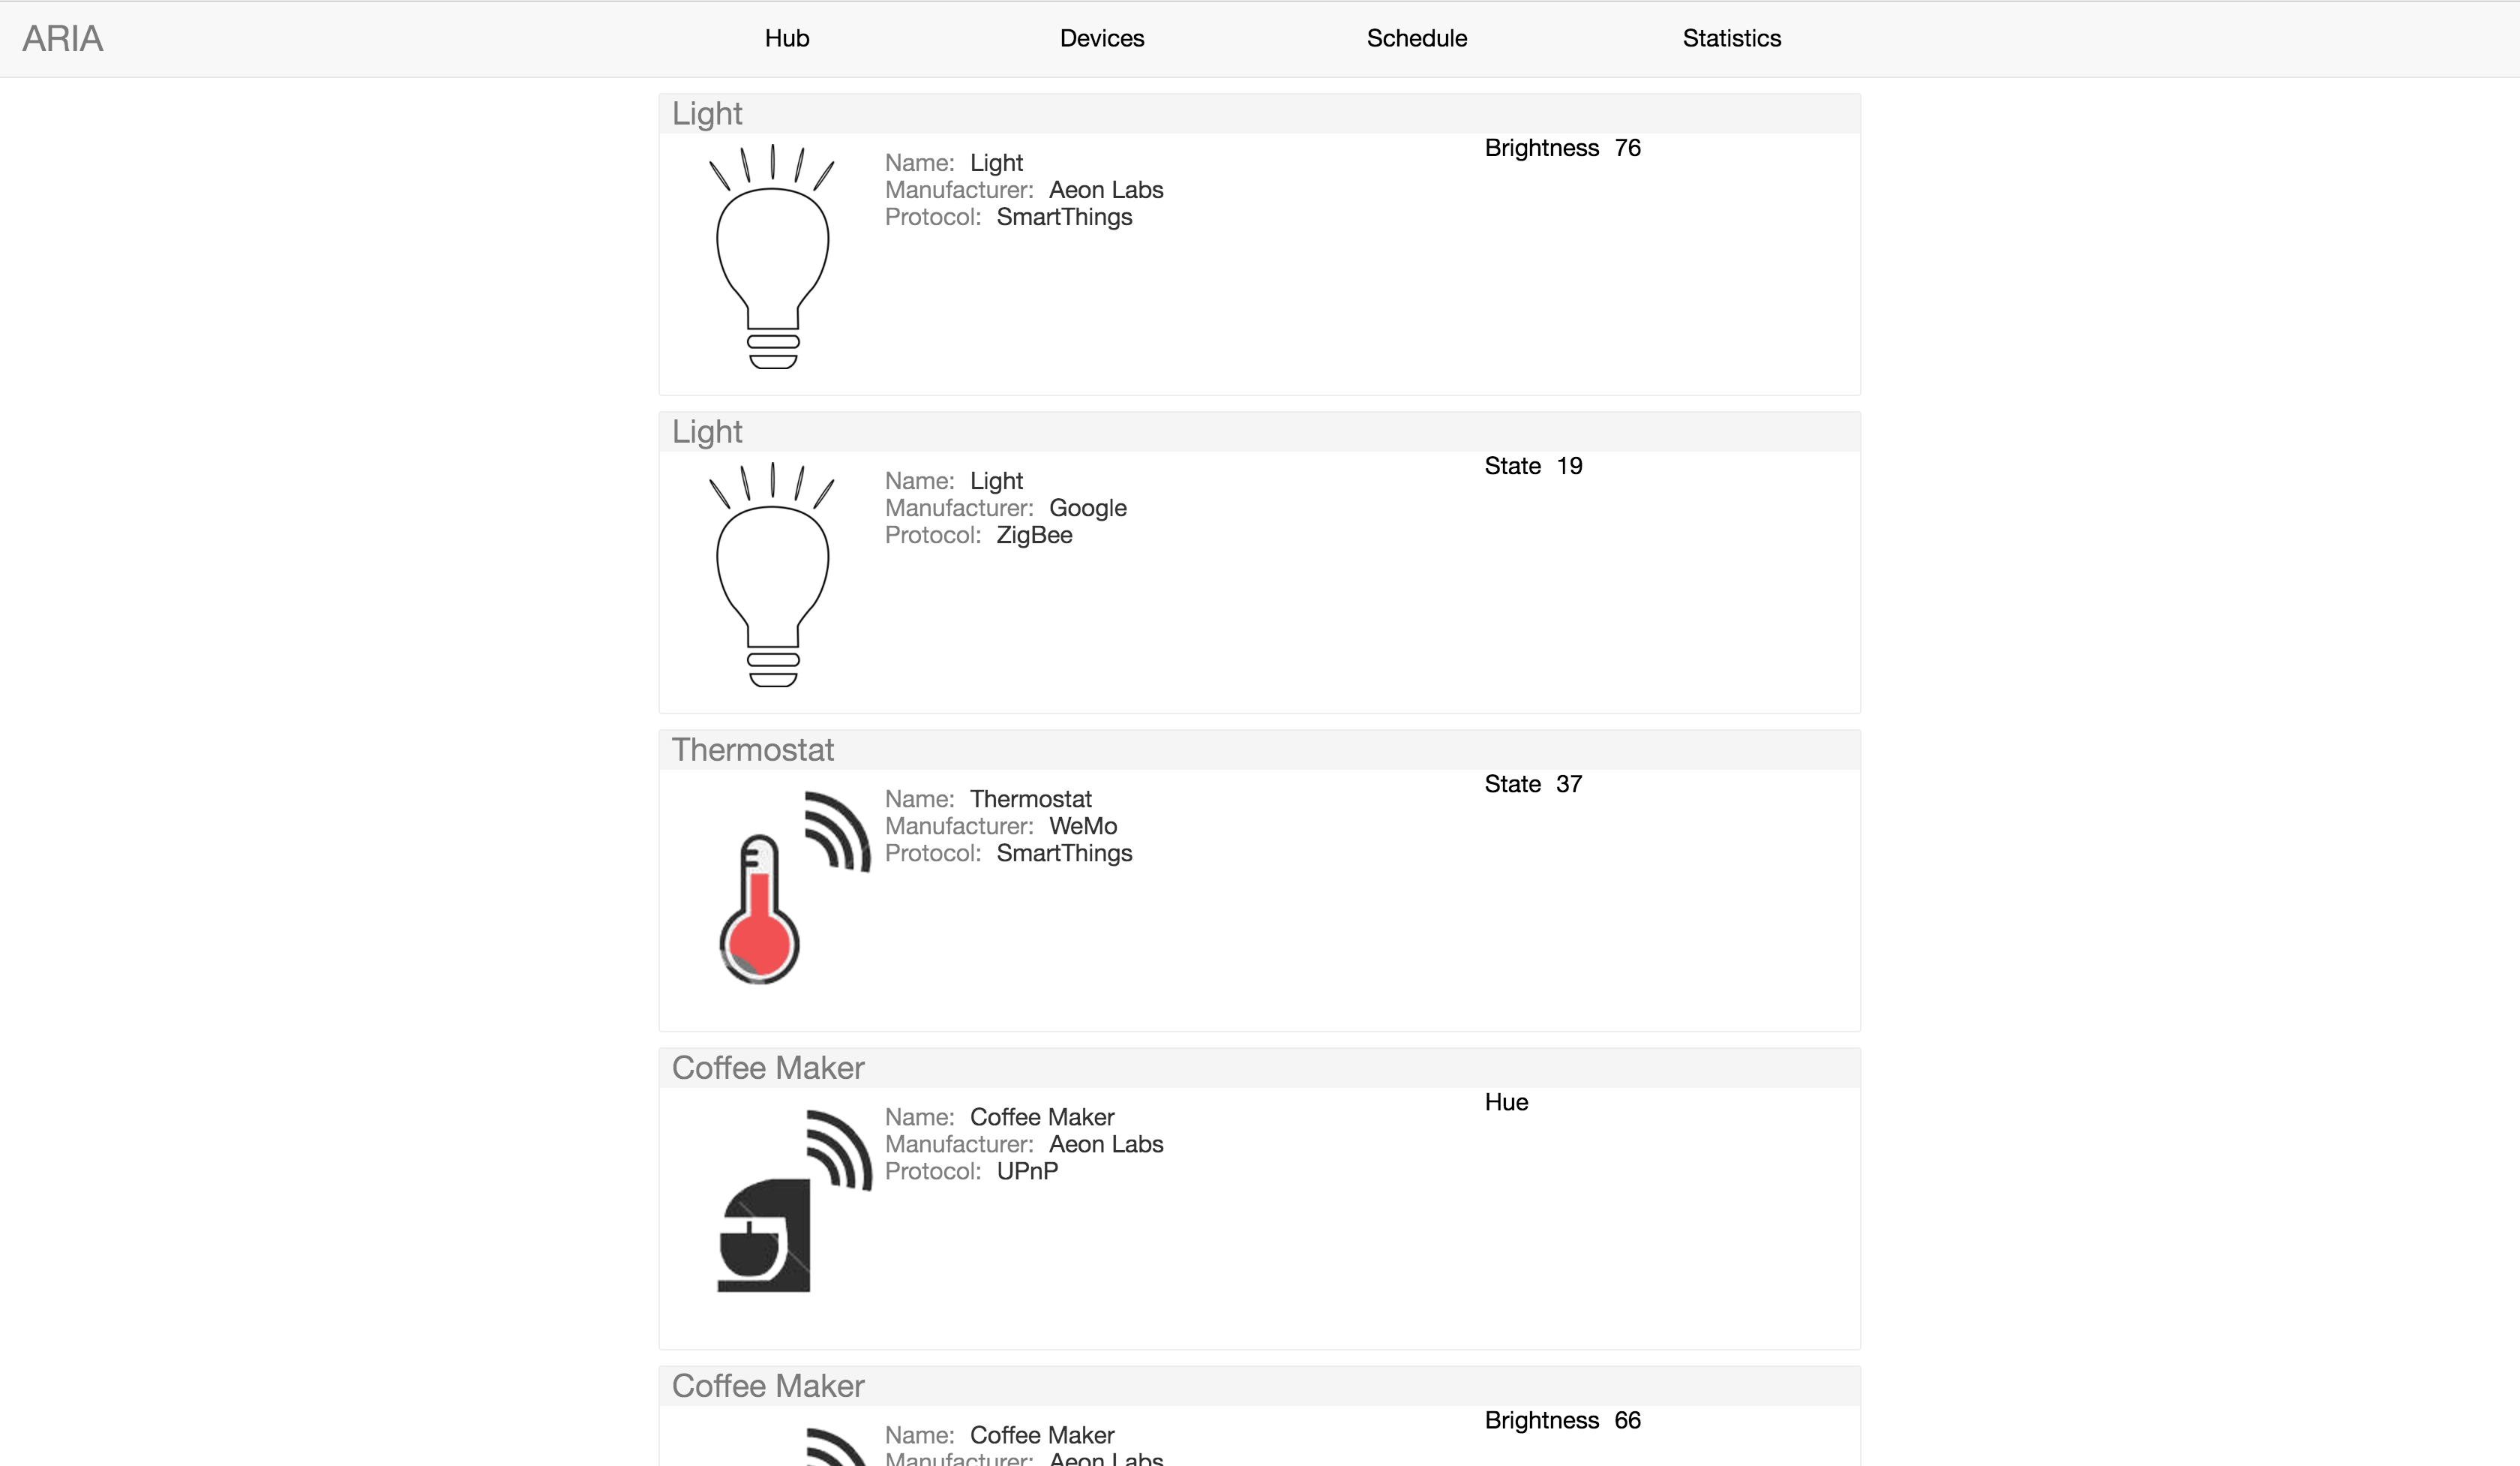 ARIA Hub Devices Schedule Statistics
Light
Brightness 76
Name: Light
Manufacturer: Aeon Labs
Protocol: SmartThings
Light
State 19
Name: Light
Manufacturer: Google
Protocol: ZigBee
Thermostat
State 37
Name: Thermostat
Manufacturer: WeMo
Protocol: SmartThings
Coffee Maker
Hue
Name: Coffee Maker
Manufacturer: Aeon Labs
Protocol: UPnP
Coffee Maker
Brightness 66
Name: Coffee Maker
Manufacturer: Aeon Labs